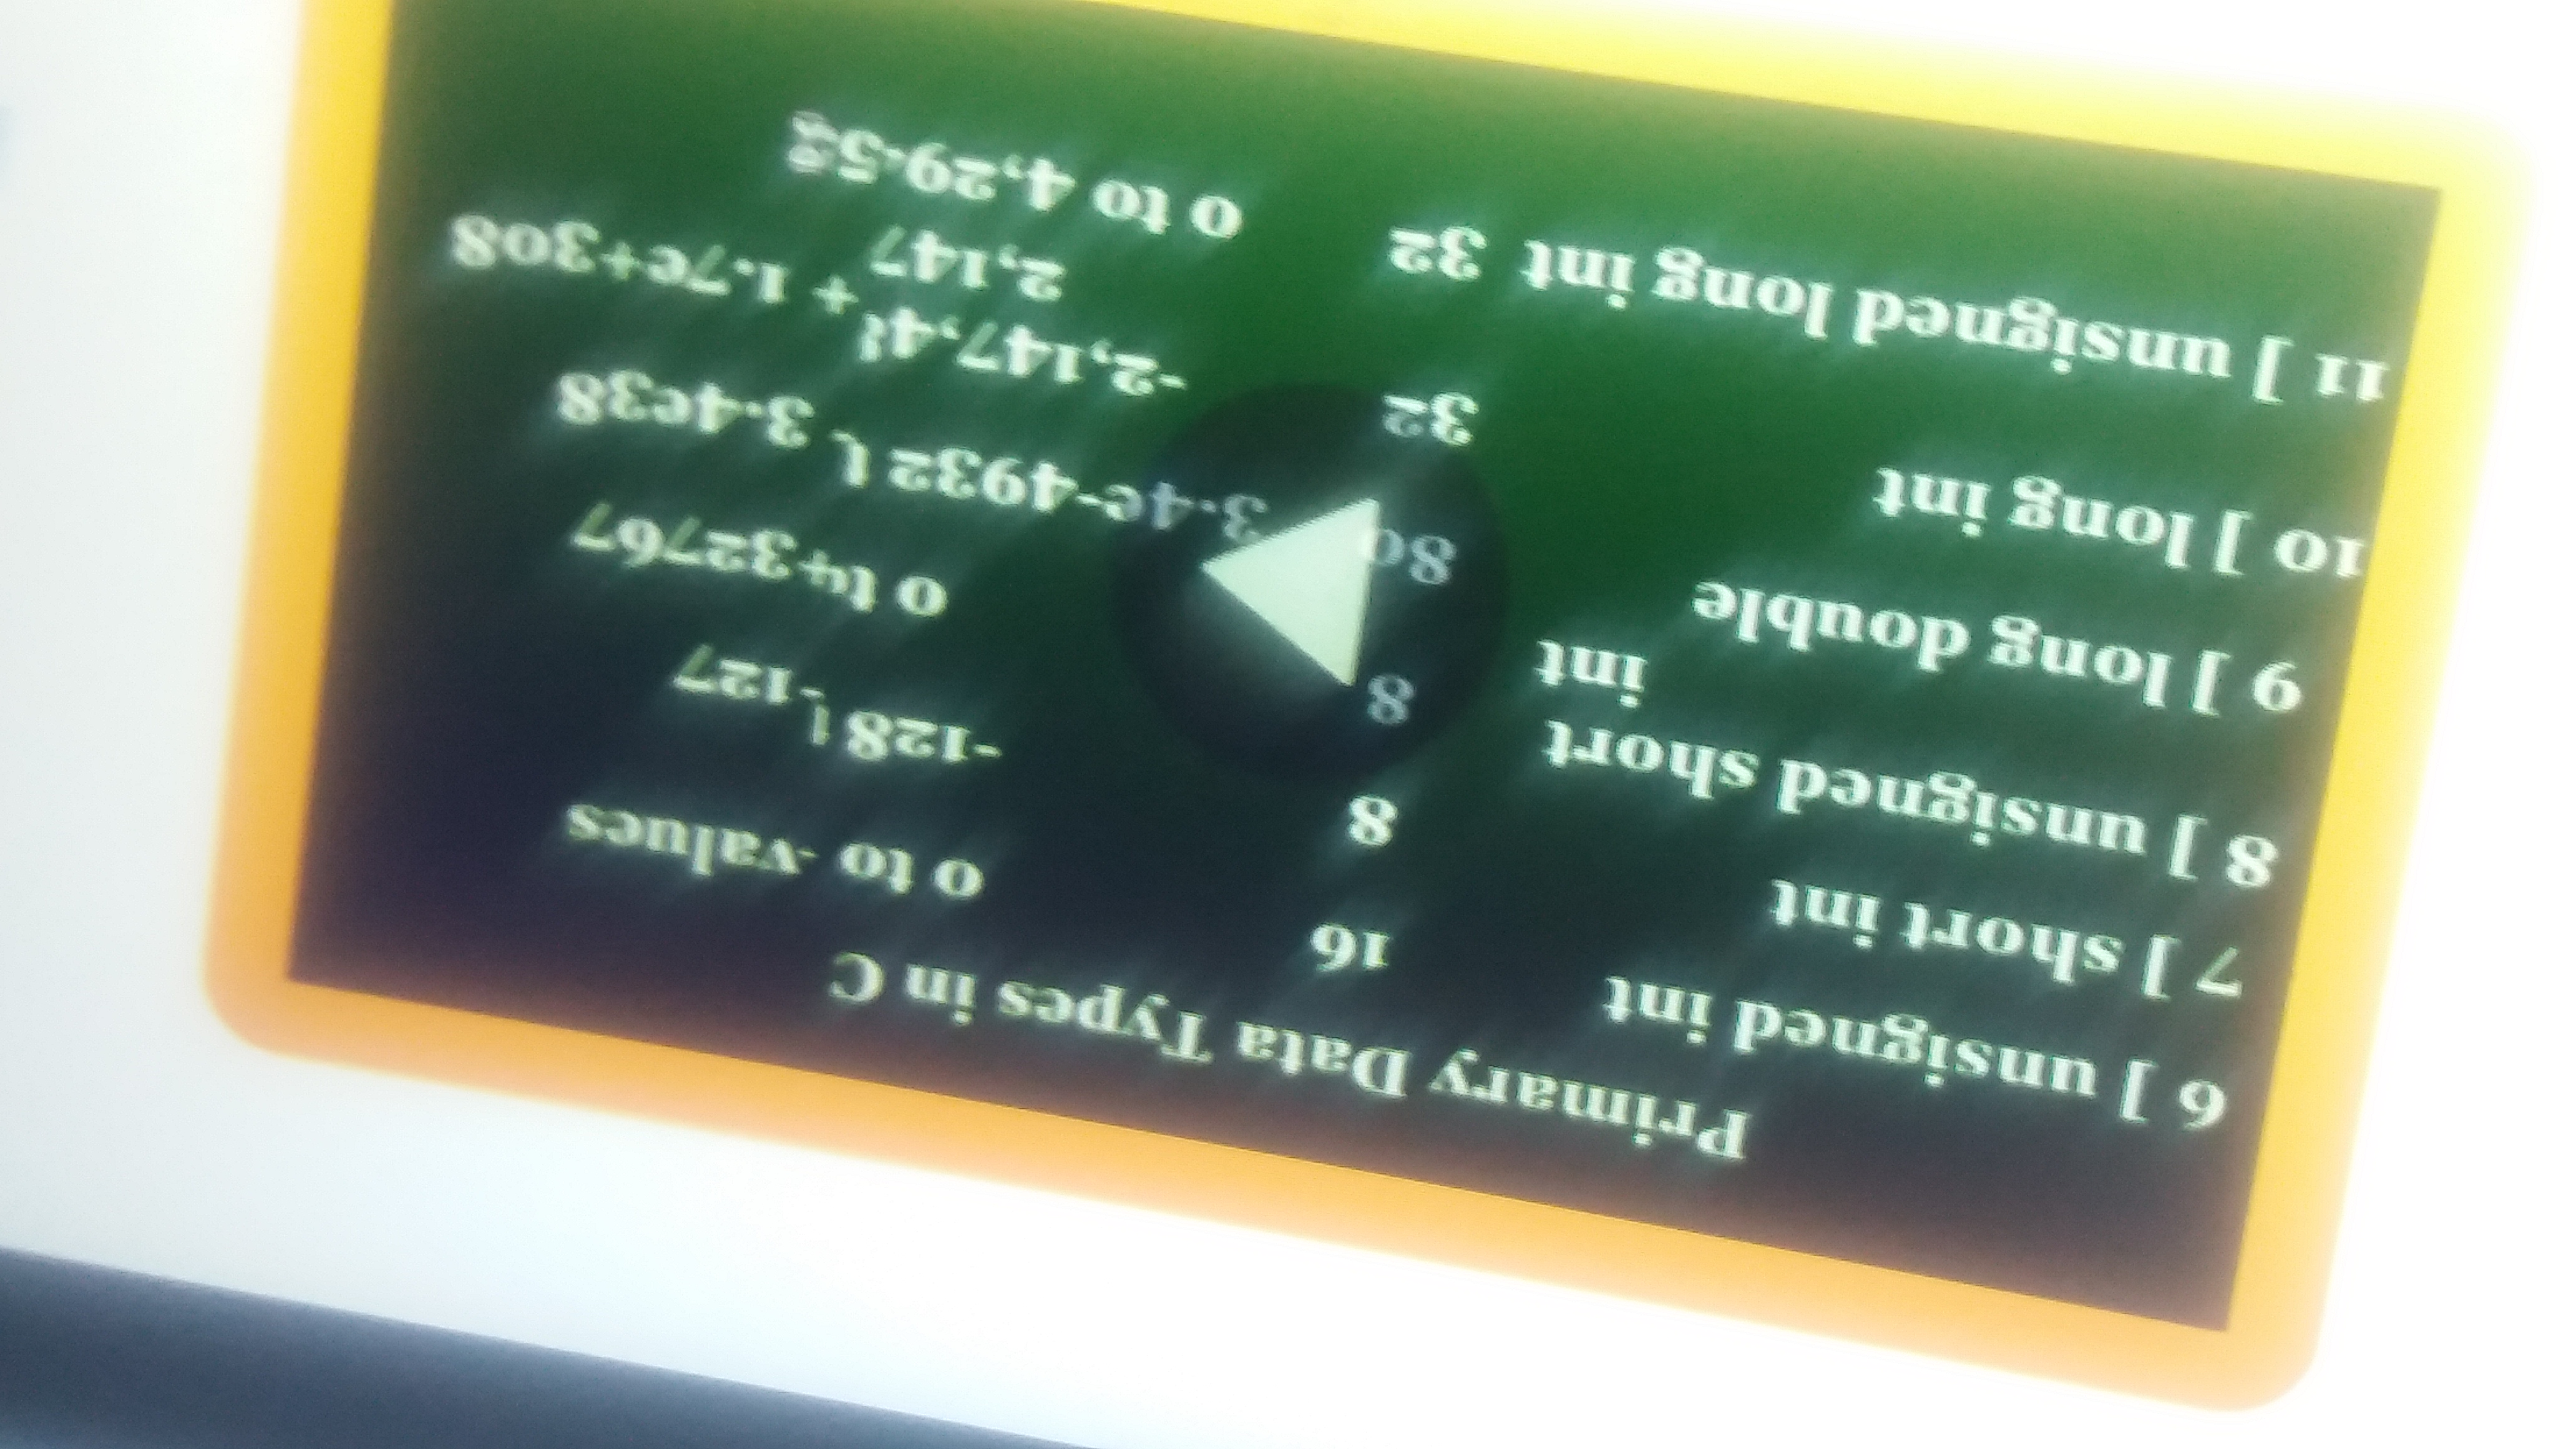 Primary Data Types in C
6 ] unsigned int 16 0 to -values
7 ] short int 8 -128 -127
8 ] unsigned short 8 0 32767
int
9 ] long double 3.4e-4932 3.4e38
10 ] long int 32 -2,147,4 + 1.7e+308
2,147
11 ] unsigned long int 32 0 to